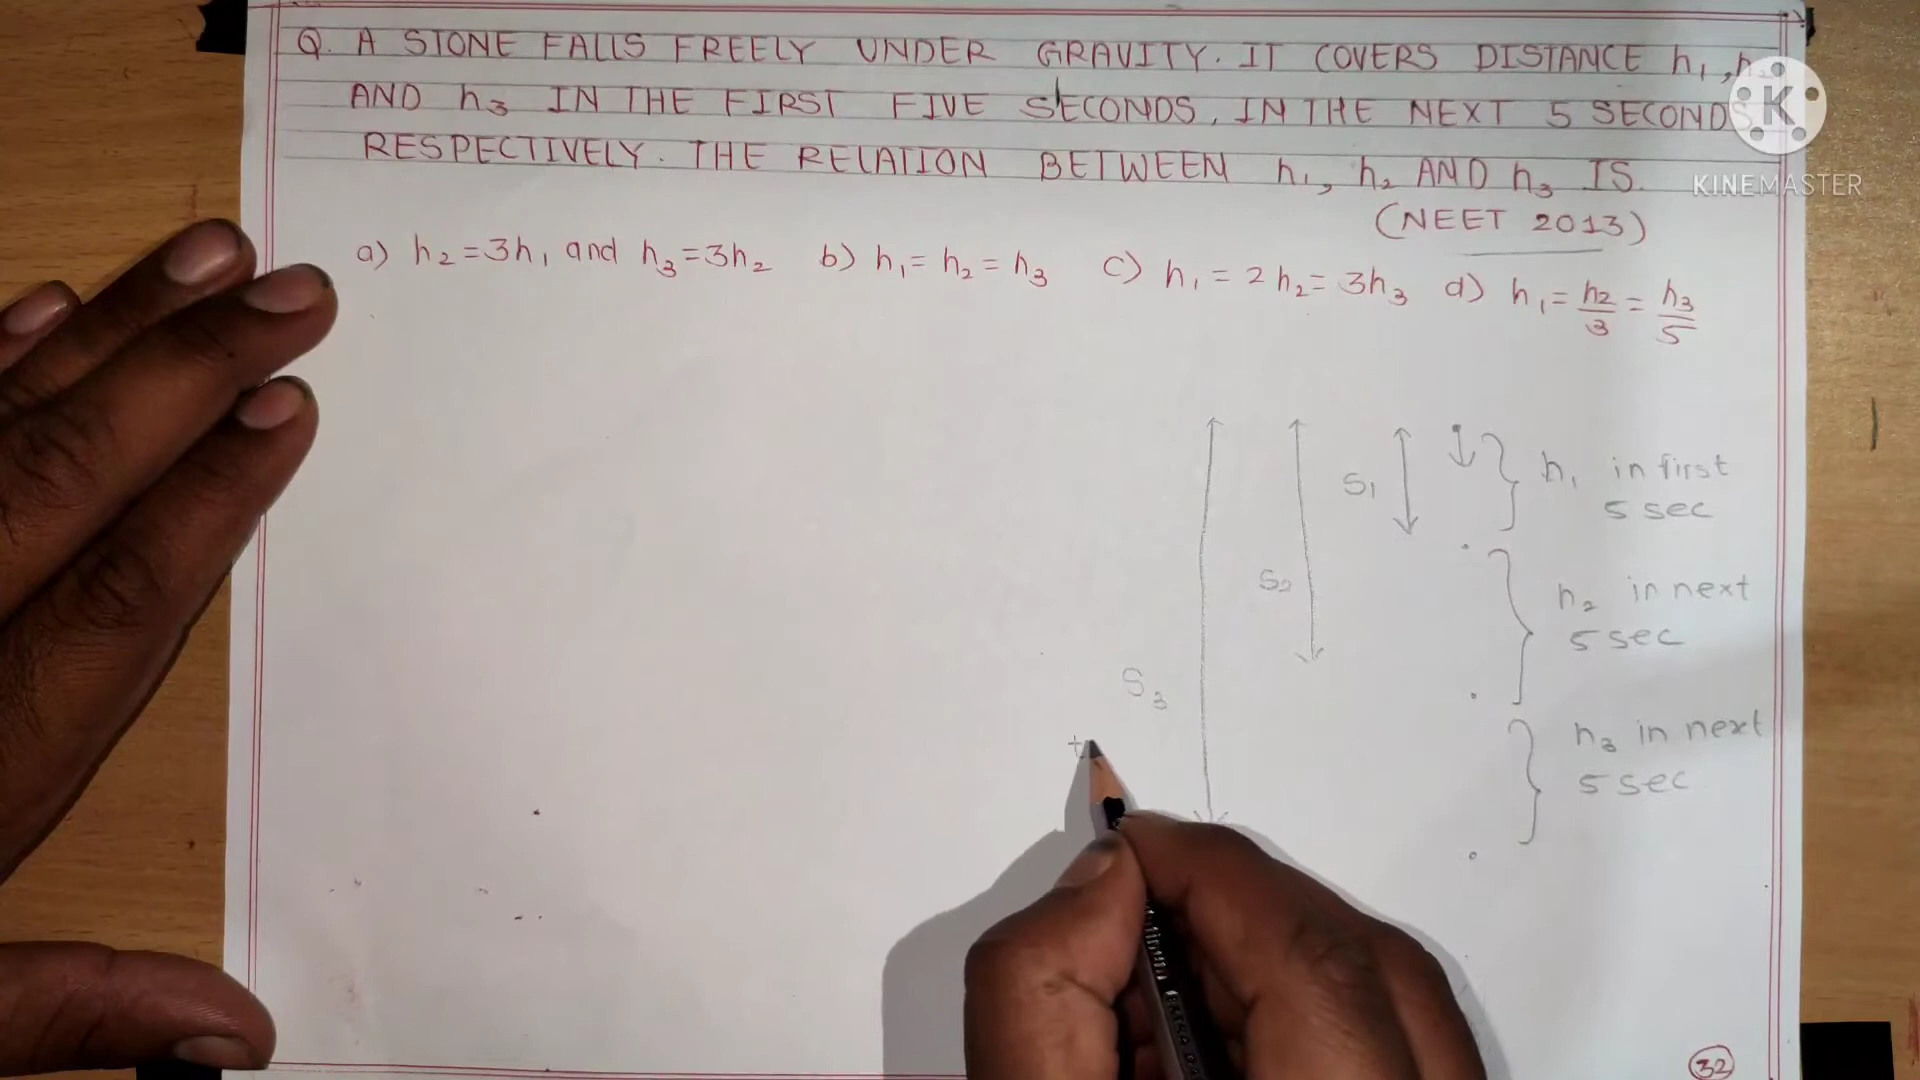 Q. A STONE FALLS FREELY UNDER GRAVITY. IT COVERS DISTANCE h₁, h
AND h₃ IN THE FIRST FIVE SECONDS, IN THE NEXT 5 SECONDS
RESPECTIVELY. THE RELATION BETWEEN h₁, h₂ AND h₃ IS.
KINEMASTER
(NEET 2013)
a) h₂ = 3h₁ and h₃ = 3h₂ b) h₁ = h₂ = h₃ c) h₁ = 2h₂ = 3h₃ d) h₁ = h₂/3 = h₃/5
S₁ h₁ in first
5 sec
S₂ h₂ in next
5 sec
S₃ h₃ in next
5 sec
32